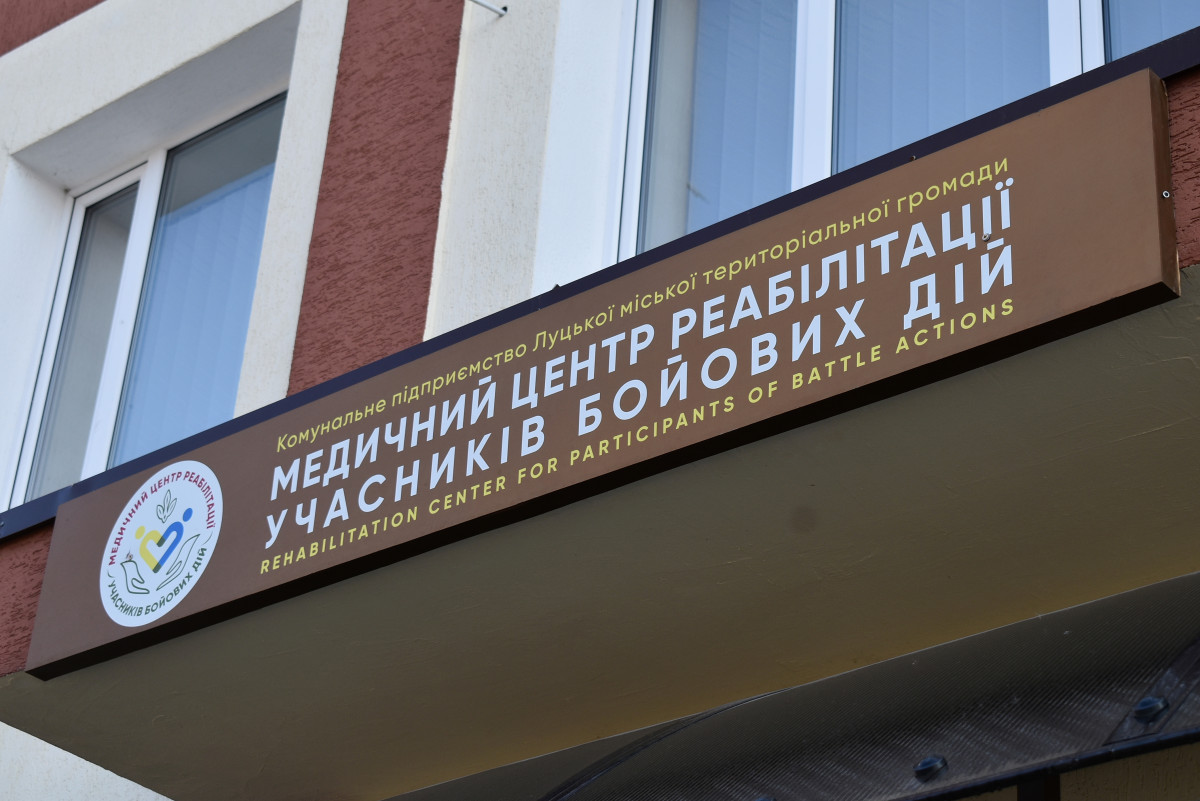 Комунальне підприємство Луцької міської територіальної громади
МЕДИЧНИЙ ЦЕНТР РЕАБІЛІТАЦІЇ
УЧАСНИКІВ БОЙОВИХ ДІЙ
REHABILITATION CENTER FOR PARTICIPANTS OF BATTLE ACTIONS
МЕДИЧНИЙ ЦЕНТР РЕАБІЛІТАЦІЇ
УЧАСНИКІВ БОЙОВИХ ДІЙ